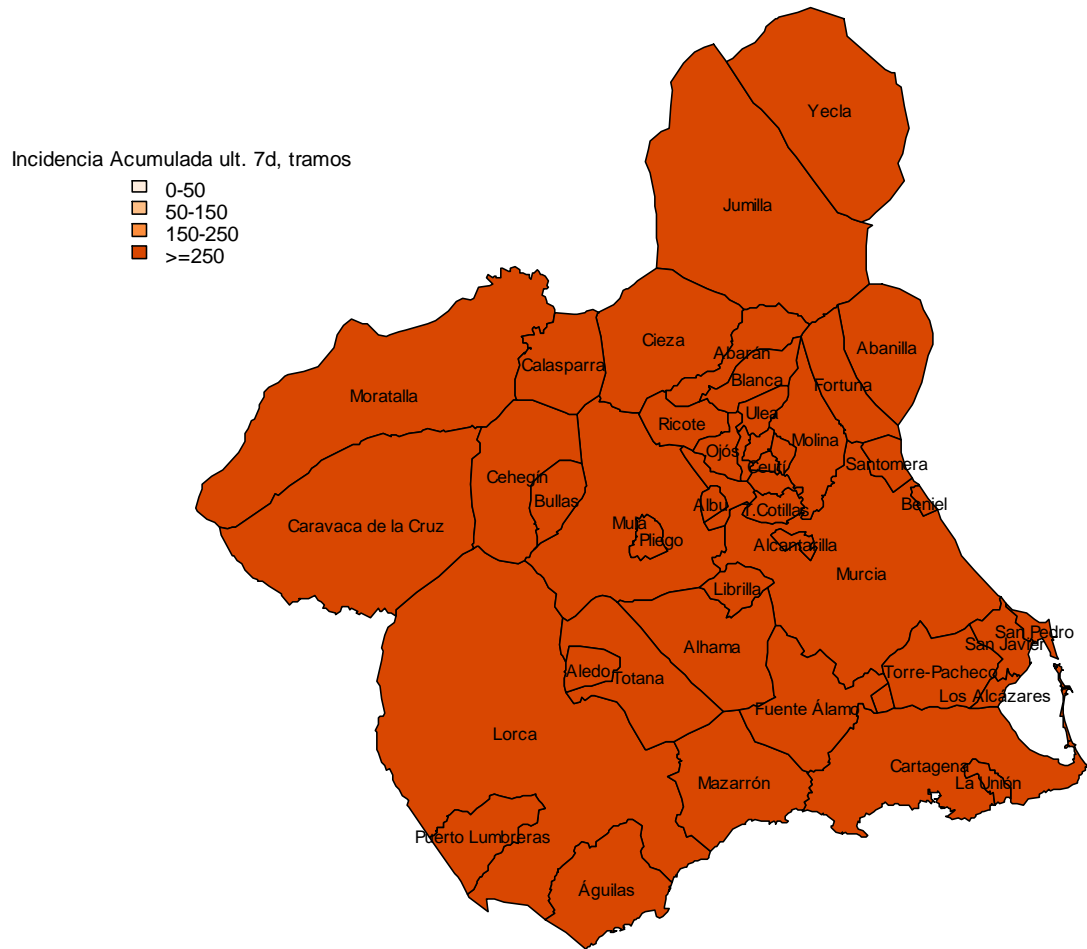 Yecla
Incidencia Acumulada ult. 7d, tramos
0-50
50-150
150-250
>=250
Jumilla
Cieza
Abarán
Abanilla
Calasparra
Blanca
Fortuna
Moratalla
Ulea
Ricote
Molina
Ojós
Ceutí
Santomera
Cehegín
Bullas
Albu
T.Cotillas
Beniel
Caravaca de la Cruz
Mula
Pliego
Alcantarilla
Murcia
Librilla
San Pedro
San Javier
Alhama
Aledo
Totana
Torre-Pacheco
Los Alcázares
Fuente Álamo
Lorca
Cartagena
Mazarrón
La Unión
Puerto Lumbreras
Águilas